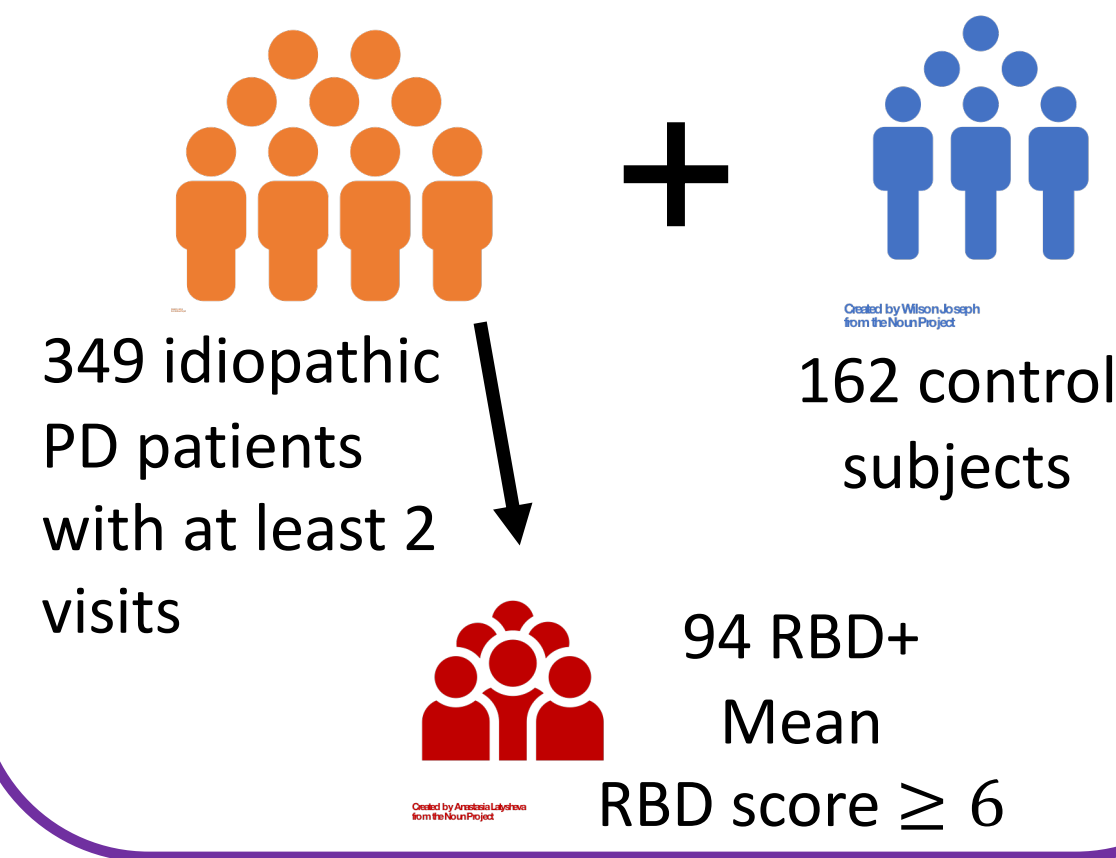 +
Created by Wilson Joseph
from the Noun Project
349 idiopathic
PD patients
with at least 2
visits
162 control
subjects
94 RBD+
Mean
RBD score ≥ 6
Created by Anastasia Latysheva
from the Noun Project